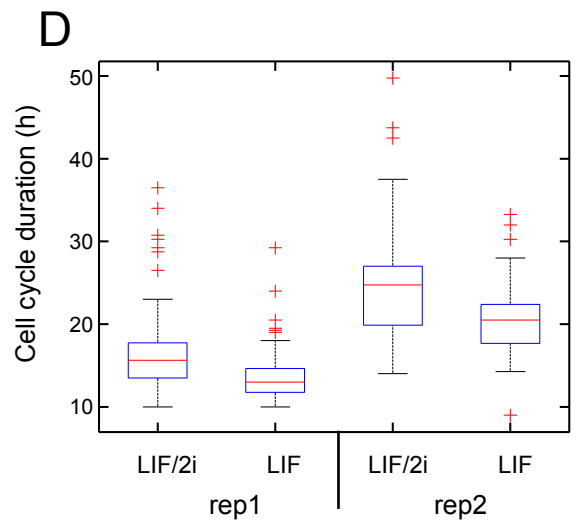 D
Cell cycle duration (h)
50
40
30
20
10
LIF/2i LIF LIF/2i LIF
rep1 rep2